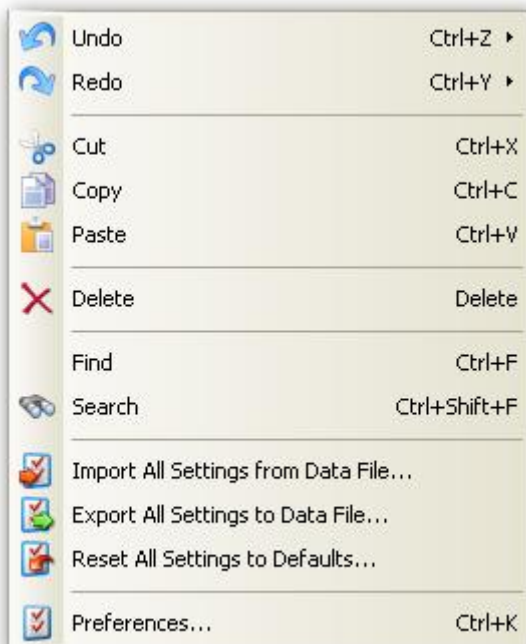 Undo Ctrl+Z
Redo Ctrl+Y
Cut Ctrl+X
Copy Ctrl+C
Paste Ctrl+V
Delete Delete
Find Ctrl+F
Search Ctrl+Shift+F
Import All Settings from Data File...
Export All Settings to Data File...
Reset All Settings to Defaults...
Preferences... Ctrl+K